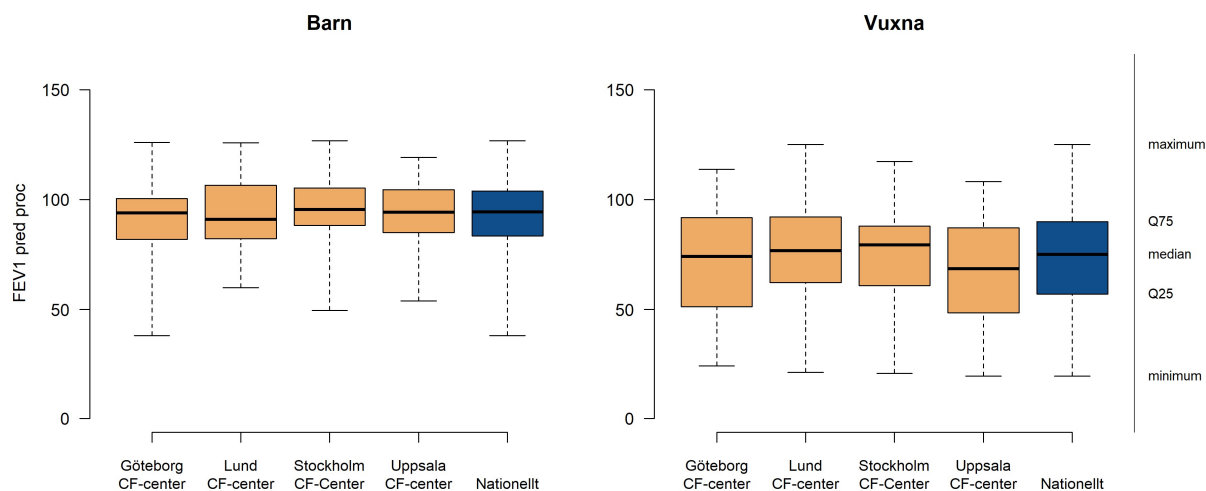 Barn
FEV1 pred proc
150
100
50
0
Göteborg
CF-center
Lund
CF-center
Stockholm
CF-Center
Uppsala
CF-center
Nationellt
Vuxna
150
100
50
0
Göteborg
CF-center
Lund
CF-center
Stockholm
CF-center
Uppsala
CF-center
Nationellt
maximum
Q75
median
Q25
minimum